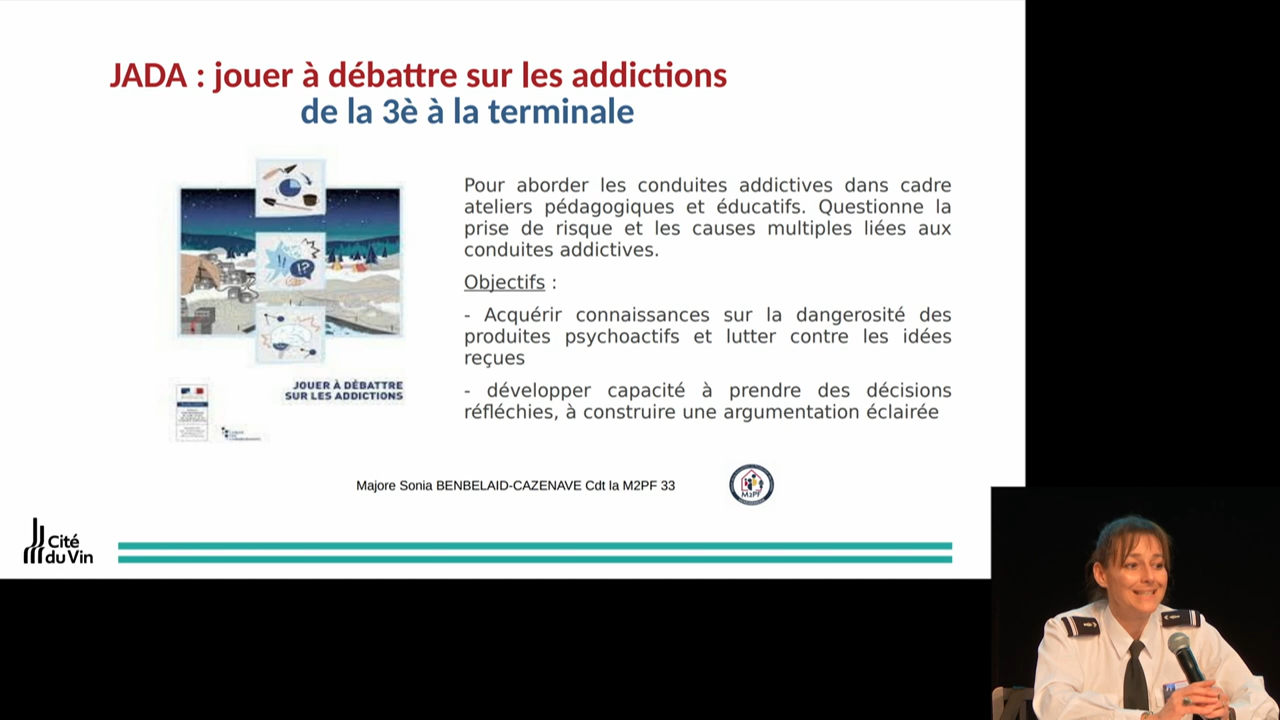 JADA : jouer à débattre sur les addictions
de la 3è à la terminale
Pour aborder les conduites addictives dans cadre
ateliers pédagogiques et éducatifs. Questionne la
prise de risque et les causes multiples liées aux
conduites addictives.
Objectifs :
- Acquérir connaissances sur la dangerosité des
produites psychoactifs et lutter contre les idées
reçues
- développer capacité à prendre des décisions
réfléchies, à construire une argumentation éclairée
JOUER À DÉBATTRE
SUR LES ADDICTIONS
Majore Sonia BENBELAID-CAZENAVE Cdt la M2PF 33
M2PF
Cité
du Vin